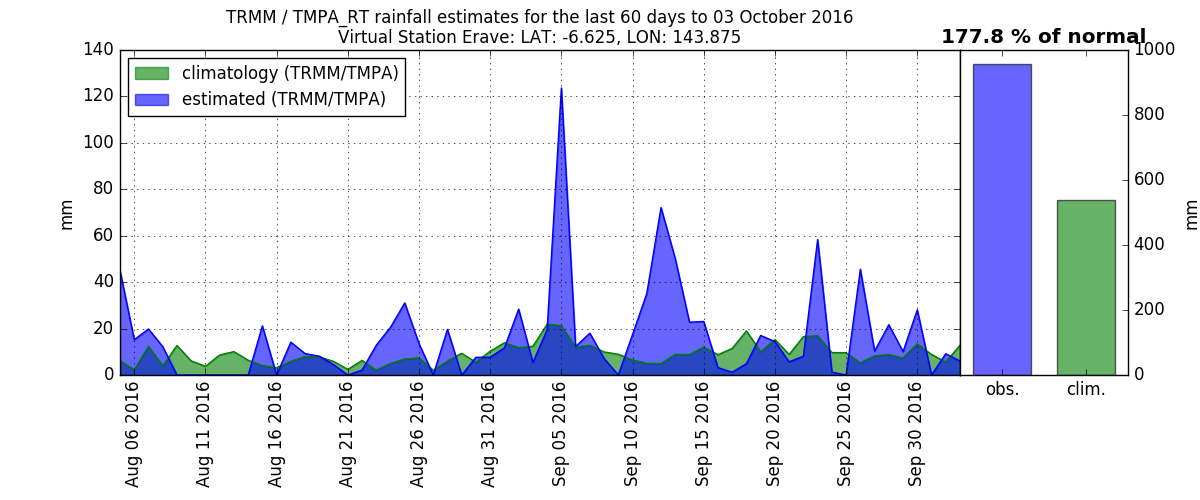 TRMM / TMPA_RT rainfall estimates for the last 60 days to 03 October 2016
Virtual Station Erave: LAT: -6.625, LON: 143.875
177.8 % of normal
climatology (TRMM/TMPA)
estimated (TRMM/TMPA)
140
120
100
80
60
40
20
0
mm
Aug 06 2016
Aug 11 2016
Aug 16 2016
Aug 21 2016
Aug 26 2016
Aug 31 2016
Sep 05 2016
Sep 10 2016
Sep 15 2016
Sep 20 2016
Sep 25 2016
Sep 30 2016
obs.
clim.
1000
800
600
400
200
0
mm